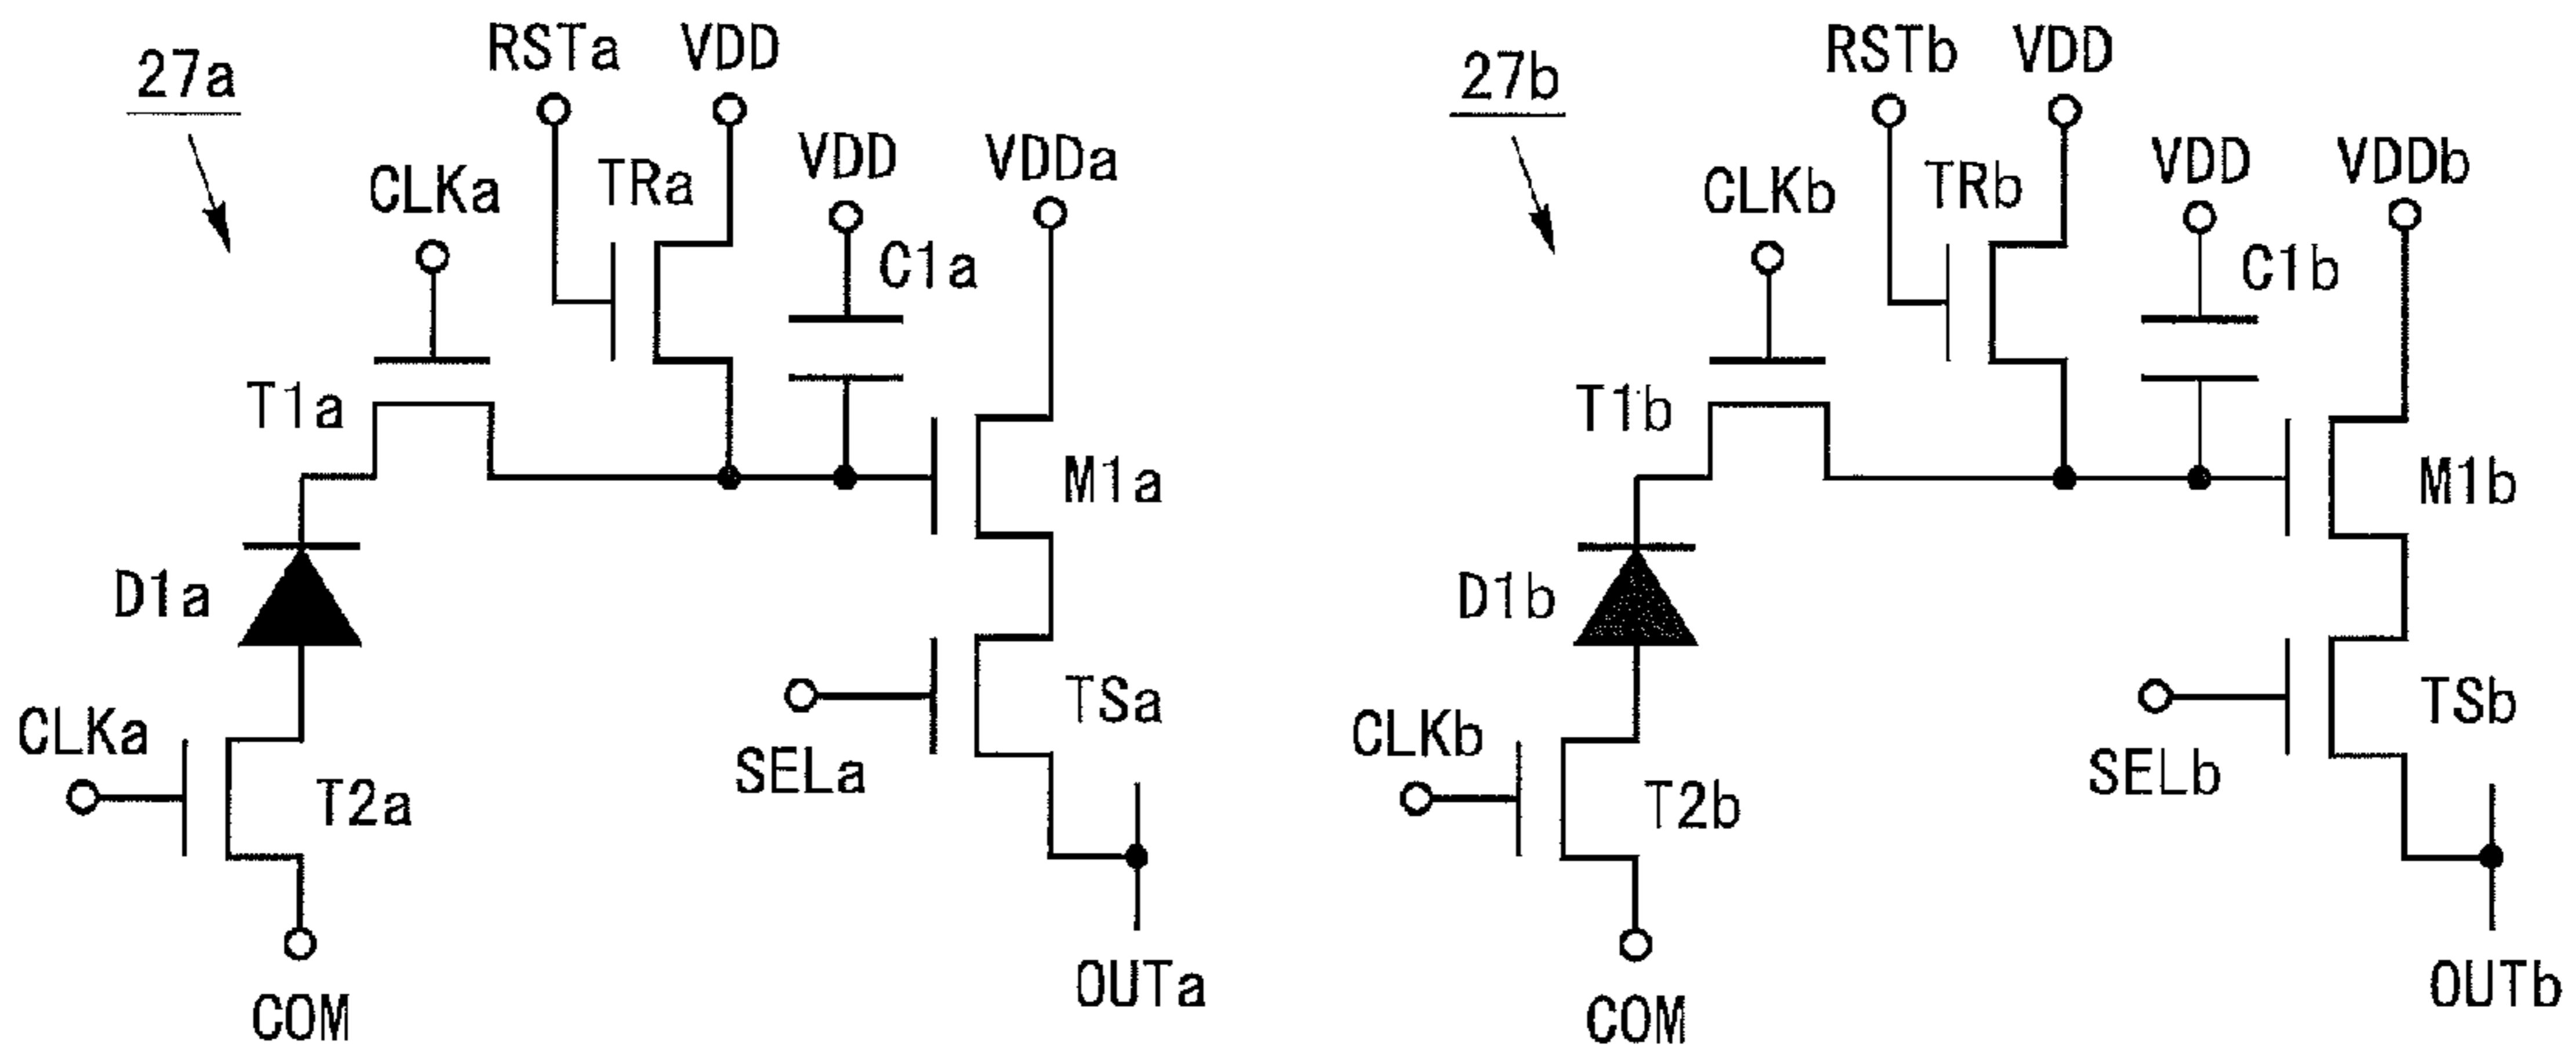 27a
RSTa VDD
CLKa
TRa
VDD
VDDa
C1a
T1a
M1a
D1a
TSa
CLKa
SELa
T2a
OUTa
COM
27b
RSTb VDD
CLKb
TRb
VDD
VDDb
C1b
T1b
M1b
D1b
TSb
CLKb
SELb
T2b
OUTb
COM